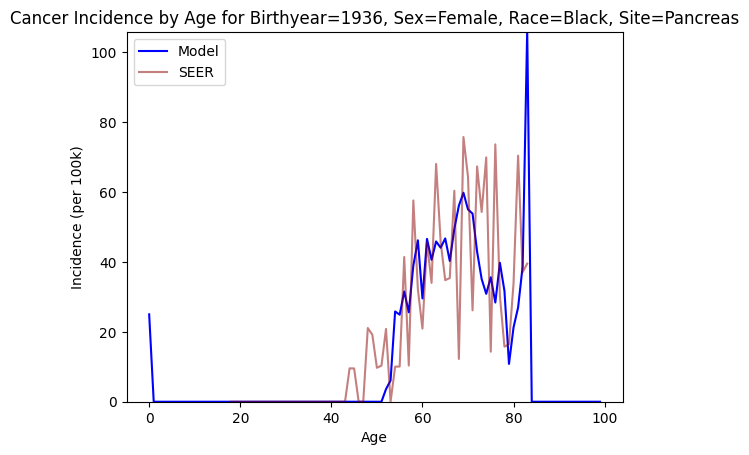 Cancer Incidence by Age for Birthyear=1936, Sex=Female, Race=Black, Site=Pancreas
Model
SEER
Incidence (per 100k)
100
80
60
40
20
0
0 20 40 60 80 100
Age